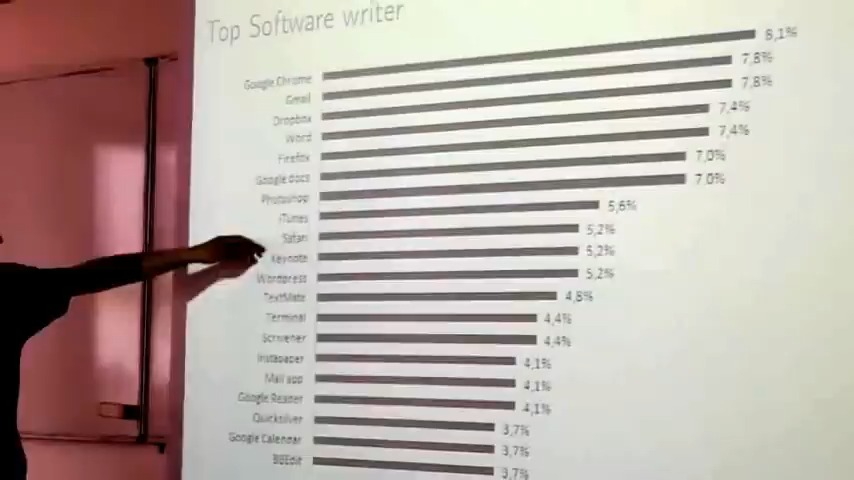 Top Software writer
Google Chrome 8,1%
Gmail 7,8%
Dropbox 7,8%
Word 7,4%
Firefox 7,4%
Google docs 7,0%
Photoshop 7,0%
iTunes 5,6%
Safari 5,2%
Keynote 5,2%
Wordpress 5,2%
TextMate 4,8%
Terminal 4,4%
Scrivener 4,4%
Instapaper 4,1%
Mail app 4,1%
Google Reader 4,1%
Quicksilver 3,7%
Google Calendar 3,7%
BBEdit 3,7%